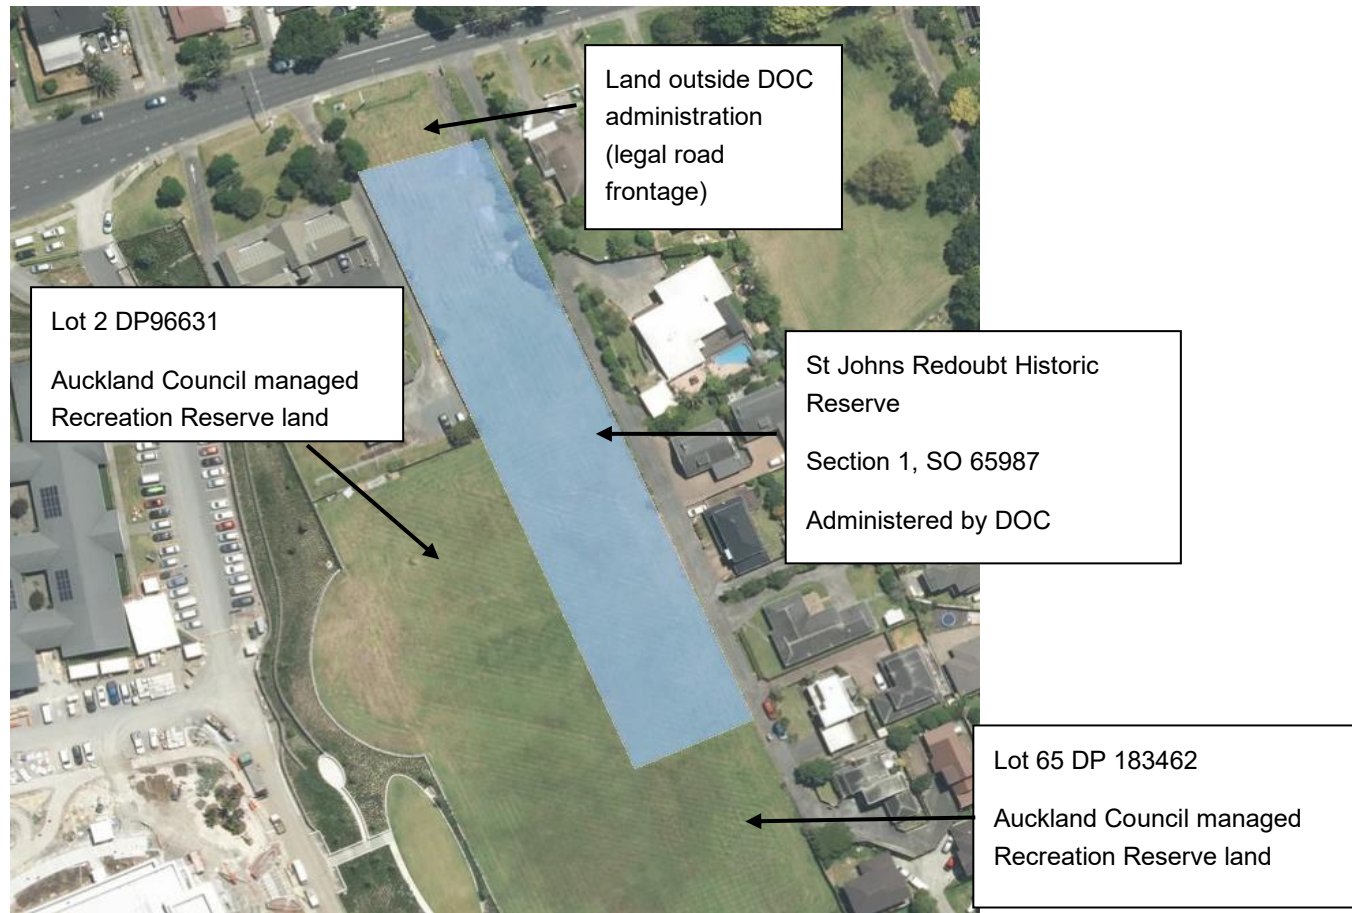 Land outside DOC
administration
(legal road
frontage)
Lot 2 DP96631
Auckland Council managed
Recreation Reserve land
St Johns Redoubt Historic
Reserve
Section 1, SO 65987
Administered by DOC
Lot 65 DP 183462
Auckland Council managed
Recreation Reserve land